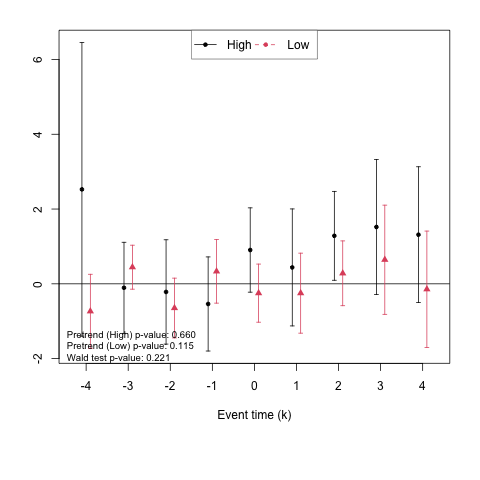 High Low
6
4
2
0
-2
Pretrend (High) p-value: 0.660
Pretrend (Low) p-value: 0.115
Wald test p-value: 0.221
-4 -3 -2 -1 0 1 2 3 4
Event time (k)